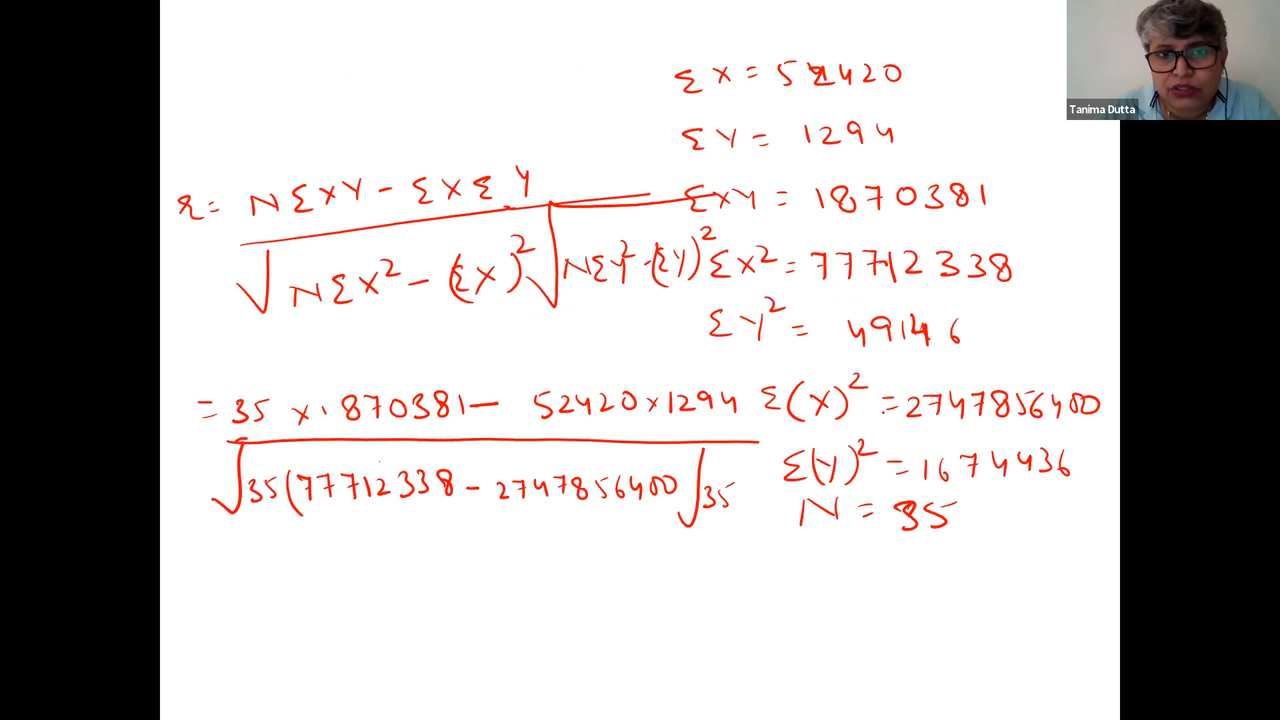 Tanima Dutta
ΣX = 52420
ΣY = 1294
ΣXY = 1870381
r = NΣXY - ΣXΣY
√NΣX² - (ΣX)² √NΣY² - (ΣY)²
ΣX² = 77712338
ΣY² = 49146
= 35 x 1870381 - 52420 x 1294
Σ(X)² = 2747856400
√35(77712338 - 2747856400 √35
Σ(Y)² = 1674436
N = 35